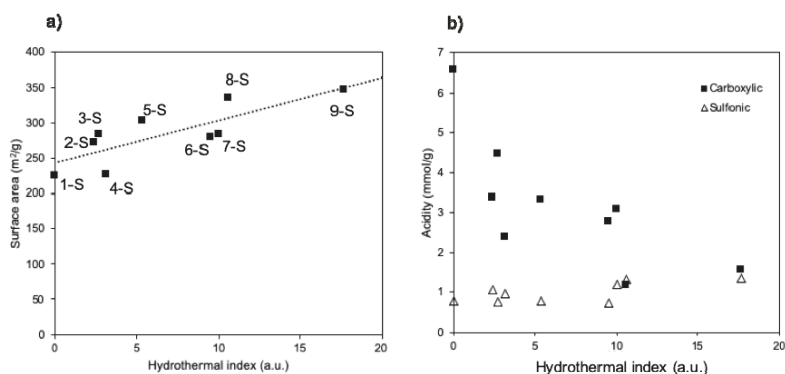 a)
400
350
300
250
200
150
100
50
0
Surface area (m²/g)
1-S
2-S
3-S
4-S
5-S
6-S
7-S
8-S
9-S
0 5 10 15 20
Hydrothermal index (a.u.)
b)
7
6
5
4
3
2
1
0
Acidity (mmol/g)
Carboxylic
Sulfonic
0 5 10 15 20
Hydrothermal index (a.u.)